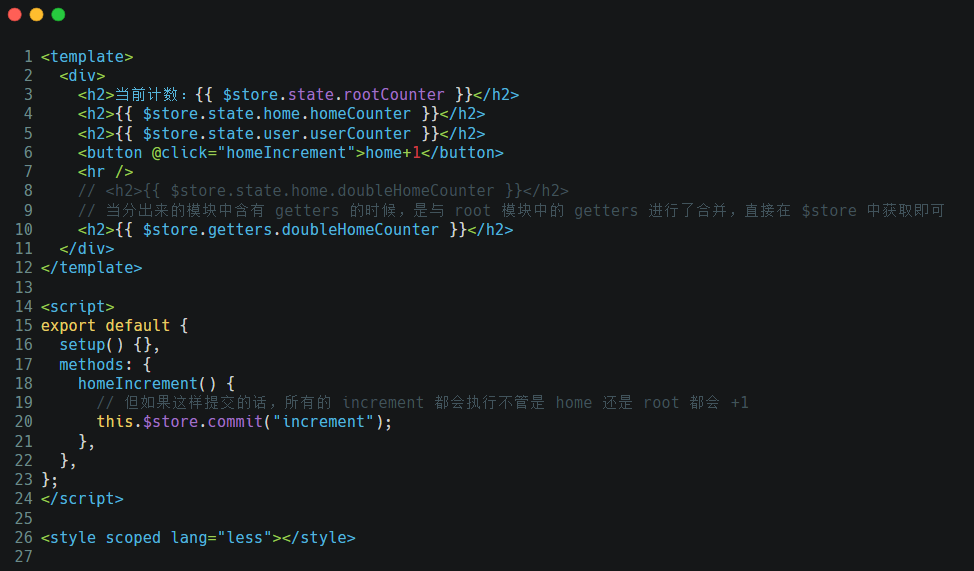 1 <template>
2   <div>
3     <h2>当前计数：{{ $store.state.rootCounter }}</h2>
4     <h2>{{ $store.state.home.homeCounter }}</h2>
5     <h2>{{ $store.state.user.userCounter }}</h2>
6     <button @click="homeIncrement">home+1</button>
7     <hr />
8     // <h2>{{ $store.state.home.doubleHomeCounter }}</h2>
9     // 当分出来的模块中含有 getters 的时候，是与 root 模块中的 getters 进行了合并，直接在 $store 中获取即可
10     <h2>{{ $store.getters.doubleHomeCounter }}</h2>
11   </div>
12 </template>
13
14 <script>
15 export default {
16   setup() {},
17   methods: {
18     homeIncrement() {
19       // 但如果这样提交的话，所有的 increment 都会执行不管是 home 还是 root 都会 +1
20       this.$store.commit("increment");
21     },
22   },
23 };
24 </script>
25
26 <style scoped lang="less"></style>
27